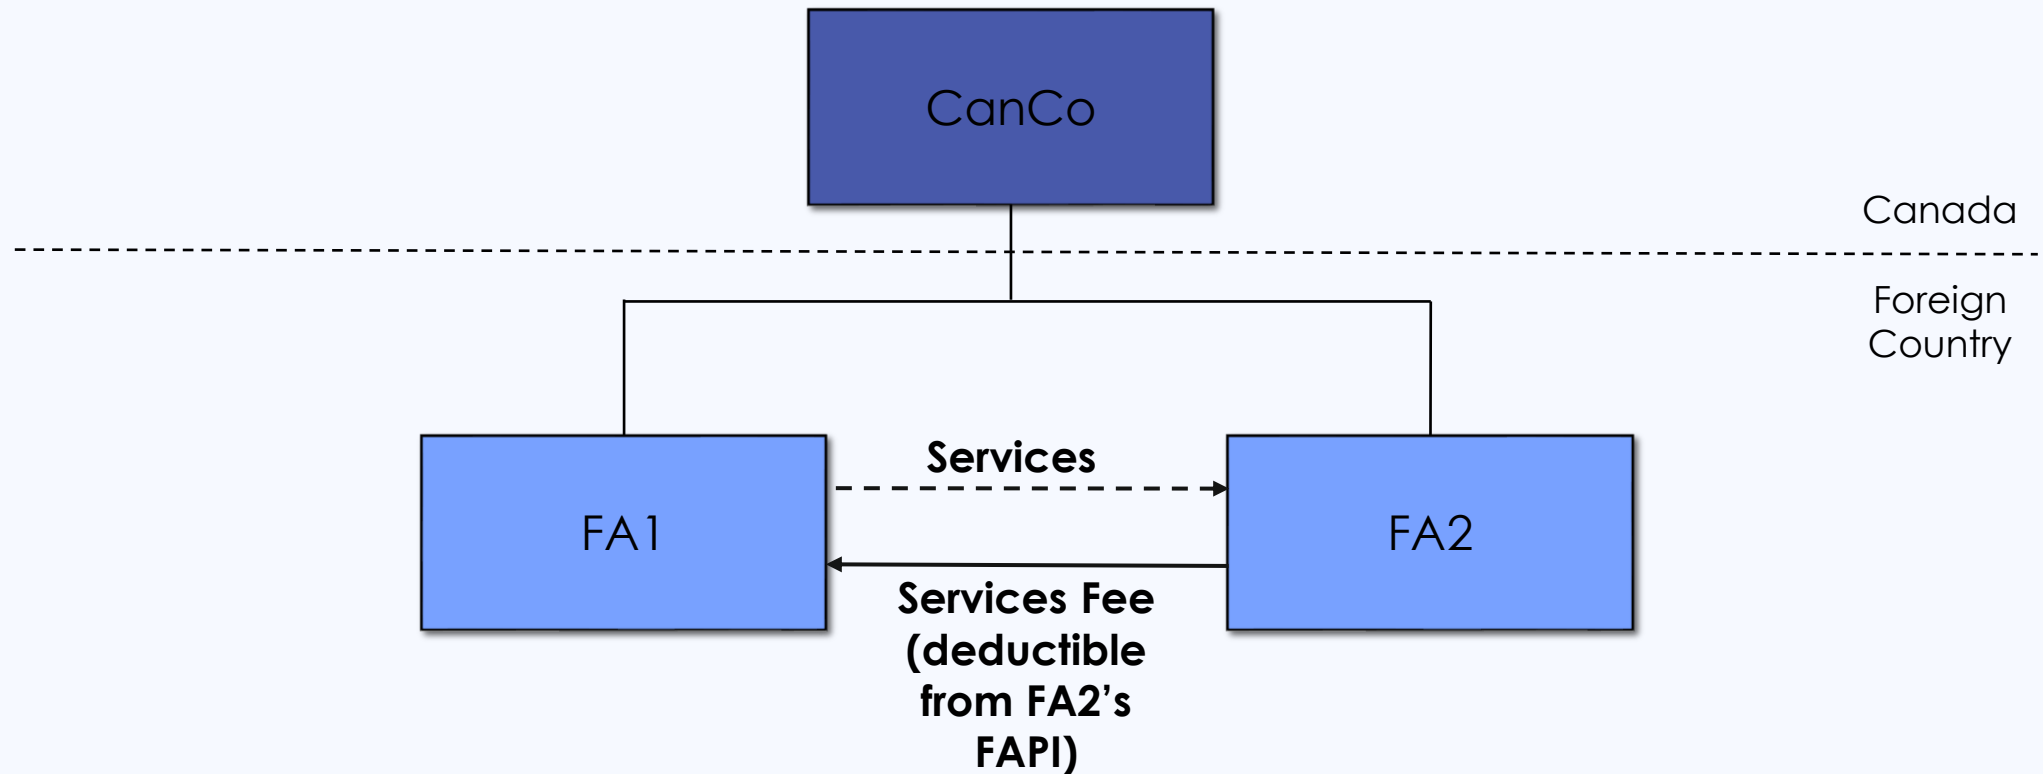 CanCo
Canada
Foreign
Country
Services
FA1
FA2
Services Fee
(deductible
from FA2’s
FAPI)